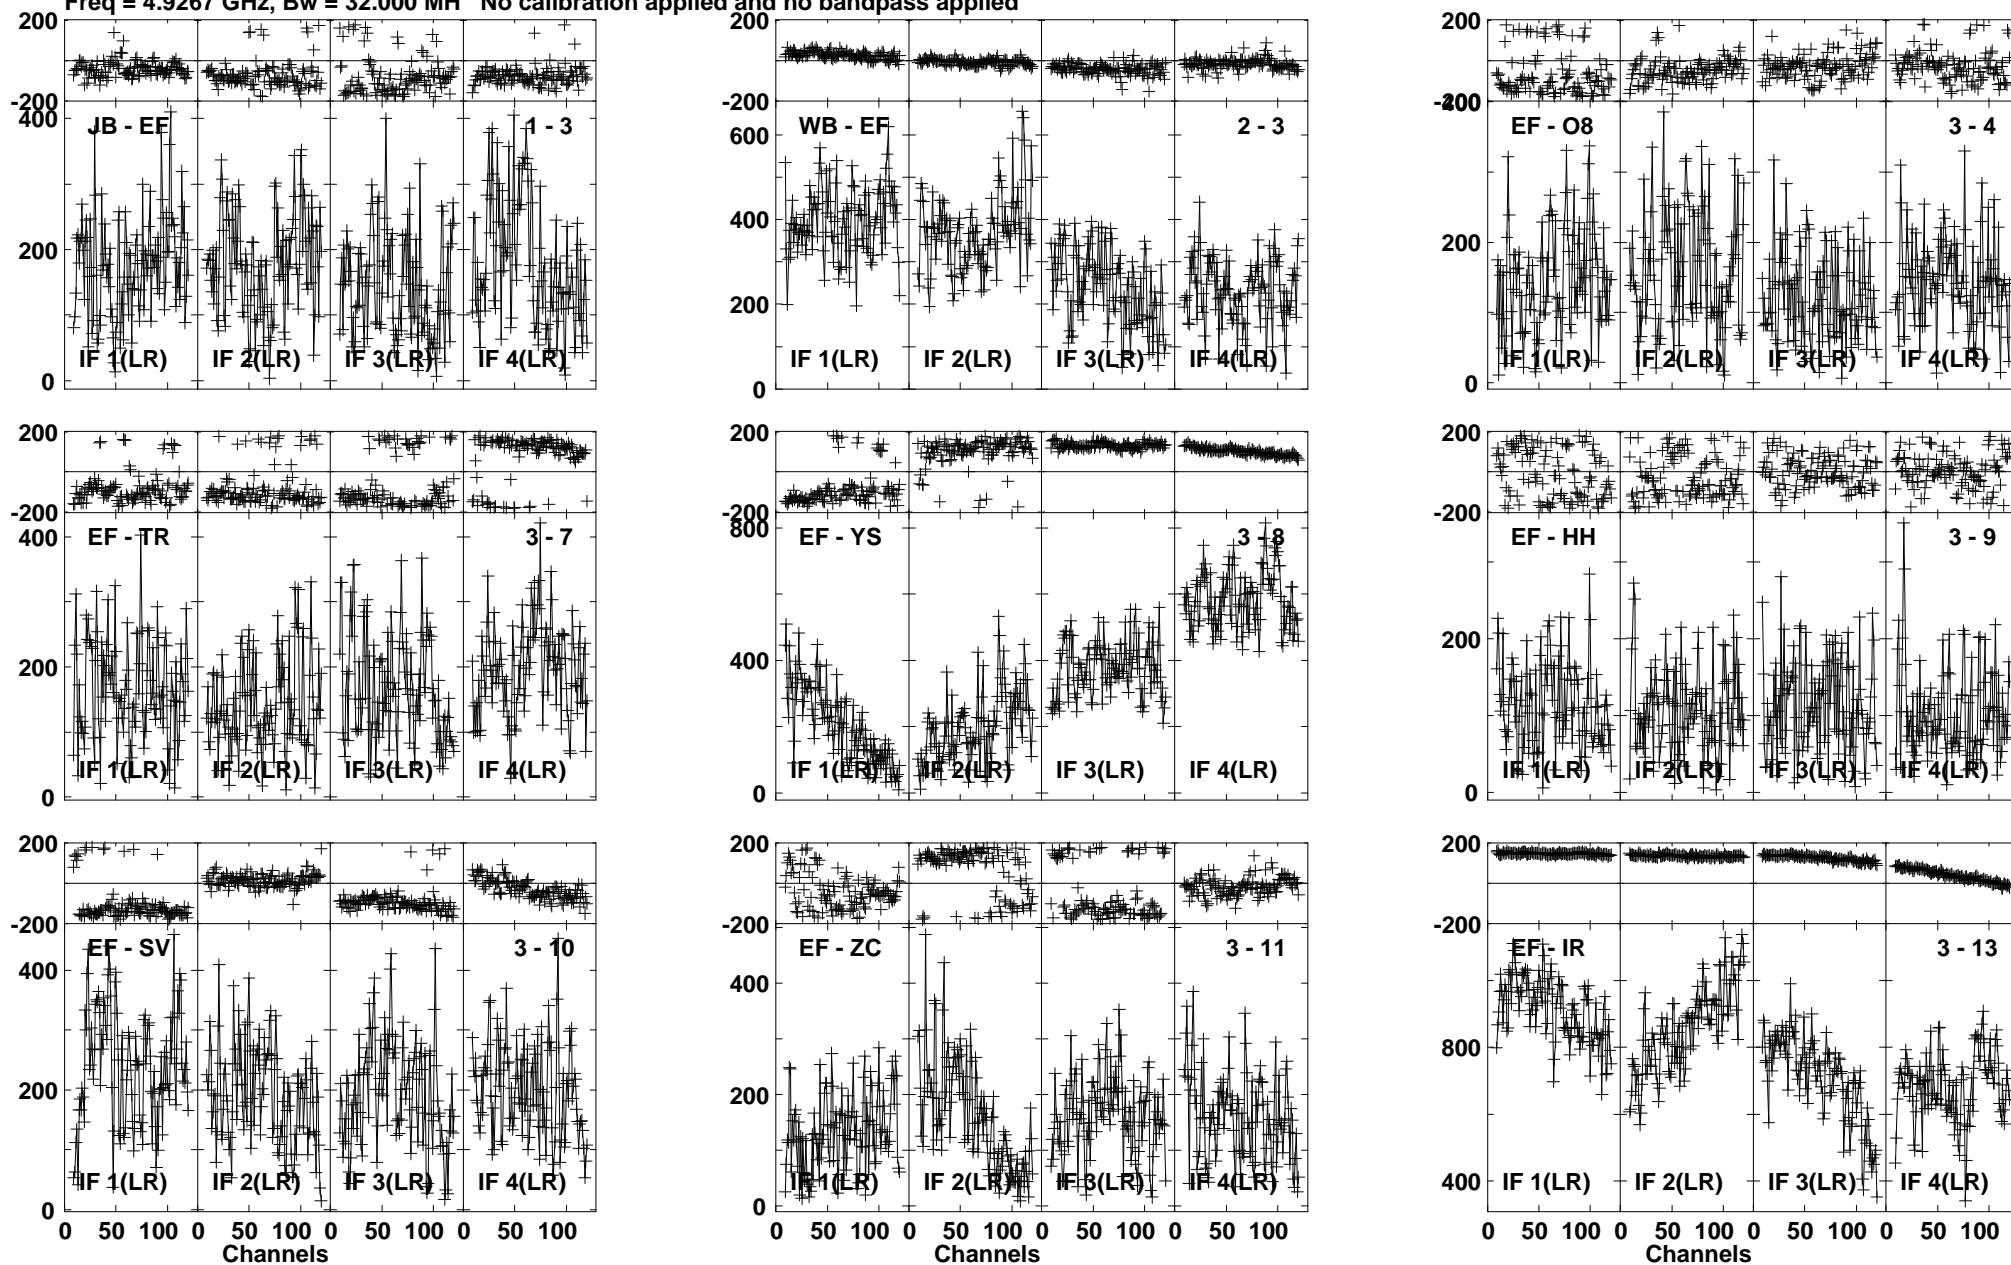 Freq = 4.9267 GHz, Bw = 32.000 MH No calibration applied and no bandpass applied
200
-200
400
200
0
JB - EF
1 - 3
IF 1(LR)
IF 2(LR)
IF 3(LR)
IF 4(LR)
-200
600
400
200
0
200
WB - EF
2 - 3
IF 1(LR)
IF 2(LR)
IF 3(LR)
IF 4(LR)
200
-200
400
200
0
EF - O8
3 - 4
IF 1(LR)
IF 2(LR)
IF 3(LR)
IF 4(LR)
200
-200
400
200
0
EF - TR
3 - 7
IF 1(LR)
IF 2(LR)
IF 3(LR)
IF 4(LR)
200
-200
800
400
0
EF - YS
3 - 8
IF 1(LR)
IF 2(LR)
IF 3(LR)
IF 4(LR)
200
-200
200
0
EF - HH
3 - 9
IF 1(LR)
IF 2(LR)
IF 3(LR)
IF 4(LR)
200
-200
400
200
0
EF - SV
3 - 10
IF 1(LR)
IF 2(LR)
IF 3(LR)
IF 4(LR)
0 50 100 0 50 100 0 50 100 0 50 100
Channels
200
-200
400
200
0
EF - ZC
3 - 11
IF 1(LR)
IF 2(LR)
IF 3(LR)
IF 4(LR)
0 50 100 0 50 100 0 50 100 0 50 100
Channels
200
-200
800
400
EF - IR
3 - 13
IF 1(LR)
IF 2(LR)
IF 3(LR)
IF 4(LR)
0 50 100 0 50 100 0 50 100 0 50 100
Channels